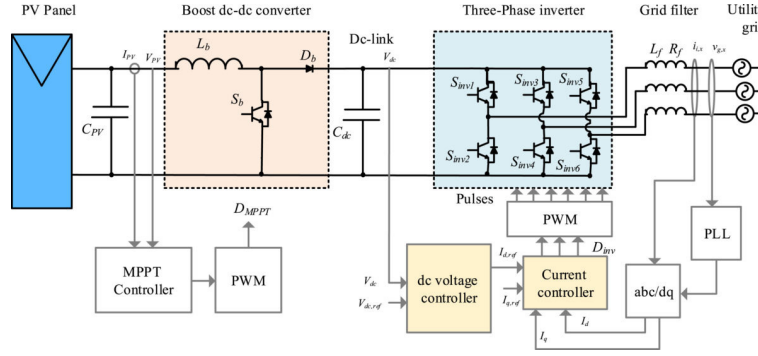 PV Panel
Boost dc-dc converter
Three-Phase inverter
Grid filter
Utility
grid
I_PV
V_PV
L_b
D_b
Dc-link
V_dc
S_b
C_PV
C_dc
S_inv1
S_inv3
S_inv5
S_inv2
S_inv4
S_inv6
L_f R_f
i_i,x
v_g,x
Pulses
PWM
D_MPPT
MPPT
Controller
PWM
V_dc
V_dc,ref
dc voltage
controller
I_d,ref
I_q,ref
D_inv
Current
controller
PLL
abc/dq
I_d
I_q